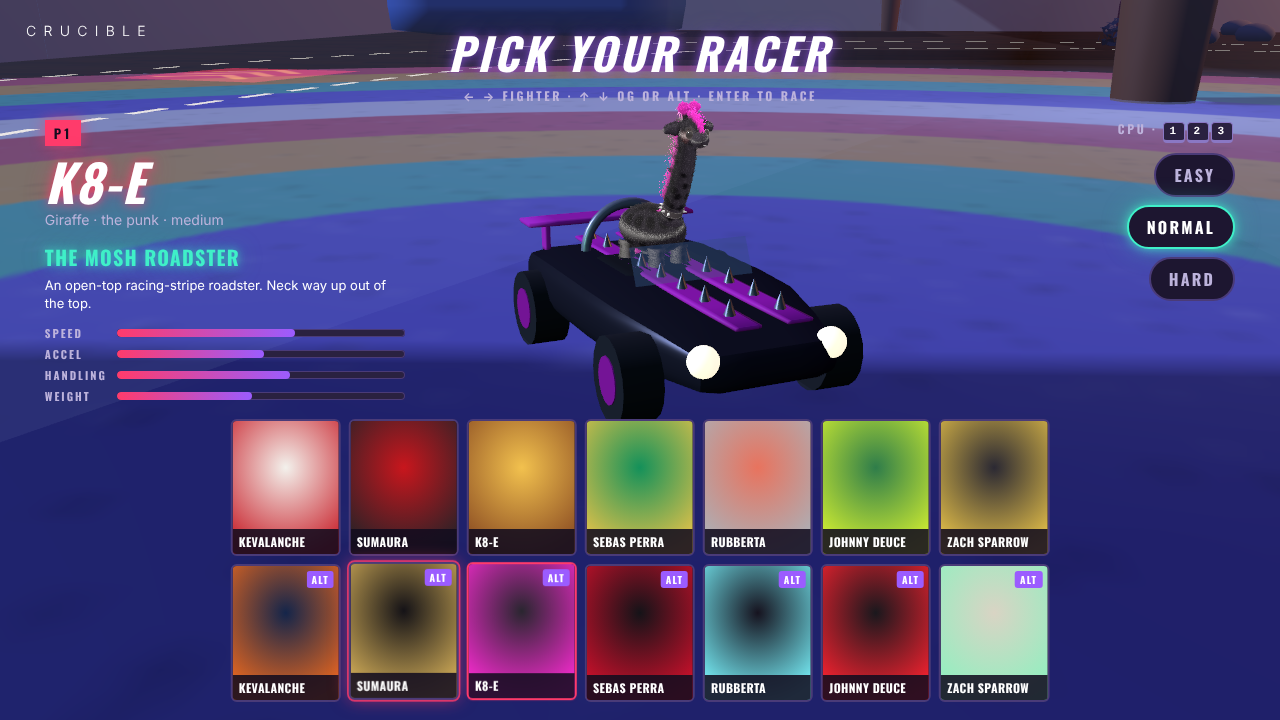 CRUCIBLE
PICK YOUR RACER
← → FIGHTER · ↑ ↓ OG OR ALT · ENTER TO RACE
P1
K8-E
Giraffe · the punk · medium
THE MOSH ROADSTER
An open-top racing-stripe roadster. Neck way up out of
the top.
SPEED
ACCEL
HANDLING
WEIGHT
CPU · 1 2 3
EASY
NORMAL
HARD
KEVALANCHE
SUMAURA
K8-E
SEBAS PERRA
RUBBERTA
JOHNNY DEUCE
ZACH SPARROW
ALT
ALT
ALT
ALT
ALT
ALT
ALT
KEVALANCHE
SUMAURA
K8-E
SEBAS PERRA
RUBBERTA
JOHNNY DEUCE
ZACH SPARROW